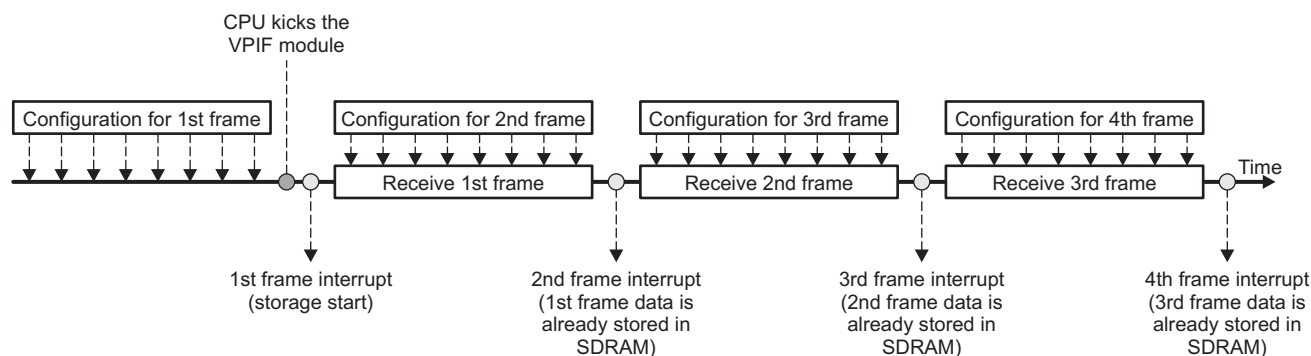 CPU kicks the
VPIF module
Configuration for 1st frame
Configuration for 2nd frame
Configuration for 3rd frame
Configuration for 4th frame
Receive 1st frame
Receive 2nd frame
Receive 3rd frame
Time
1st frame interrupt
(storage start)
2nd frame interrupt
(1st frame data is
already stored in
SDRAM)
3rd frame interrupt
(2nd frame data is
already stored in
SDRAM)
4th frame interrupt
(3rd frame data is
already stored in
SDRAM)